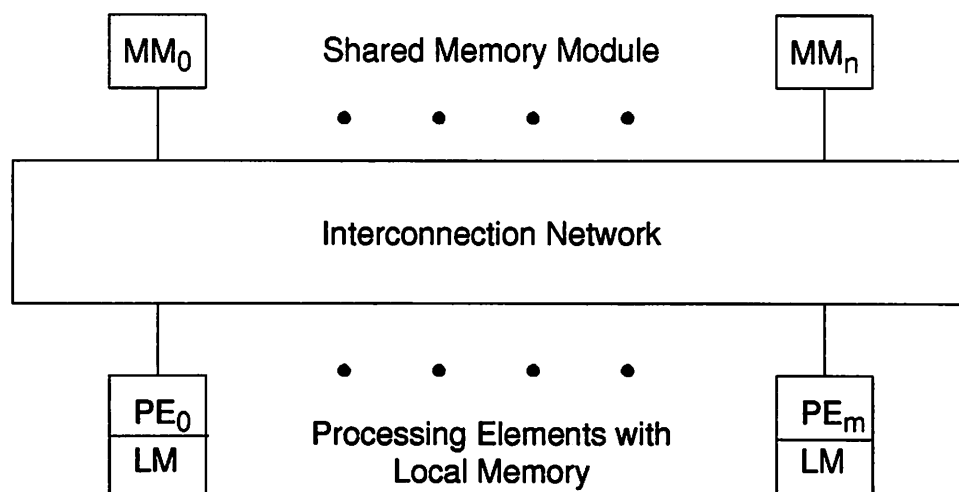 MM₀ Shared Memory Module MMₙ
Interconnection Network
PE₀ PEₘ
Processing Elements with
LM Local Memory LM